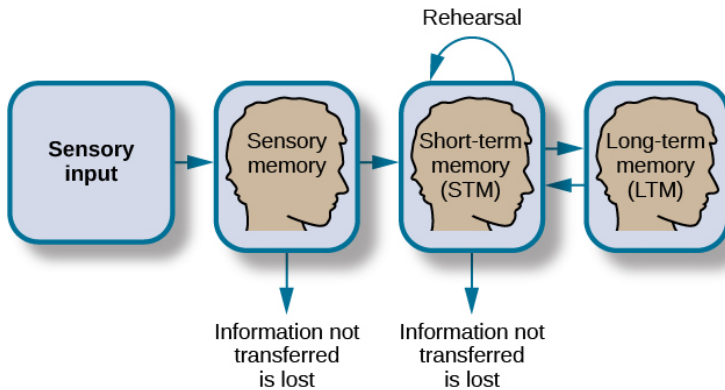 Rehearsal
Sensory
input
Sensory
memory
Short-term
memory
(STM)
Long-term
memory
(LTM)
Information not
transferred
is lost
Information not
transferred
is lost